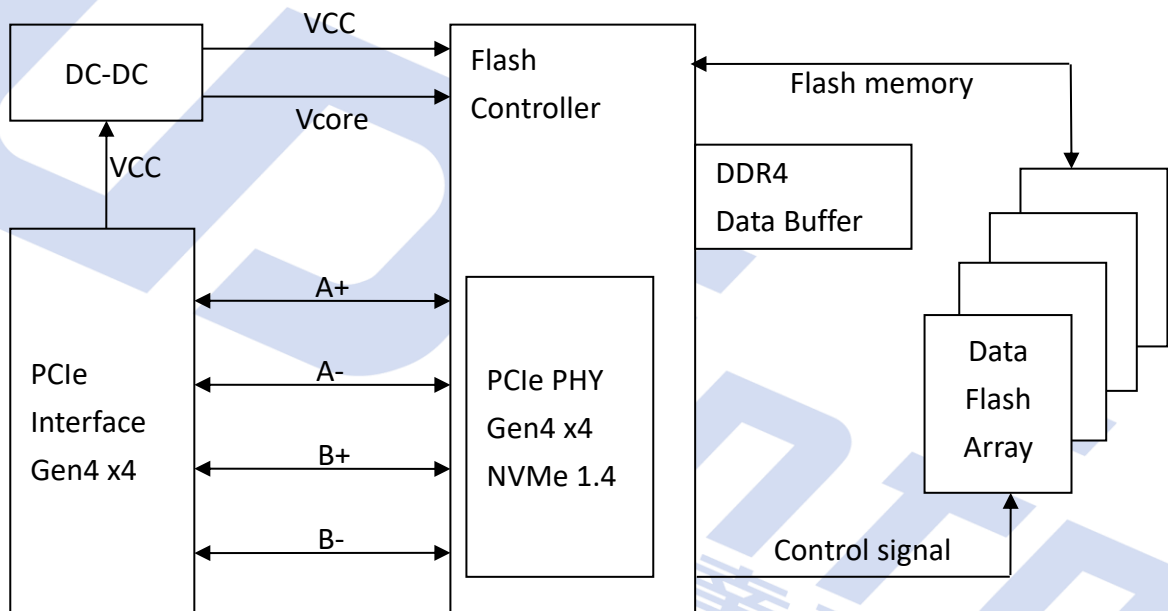 VCC
DC-DC
Vcore
VCC
Flash
Controller
Flash memory
DDR4
Data Buffer
PCIe
Interface
Gen4 x4
A+
A-
B+
B-
PCIe PHY
Gen4 x4
NVMe 1.4
Data
Flash
Array
Control signal